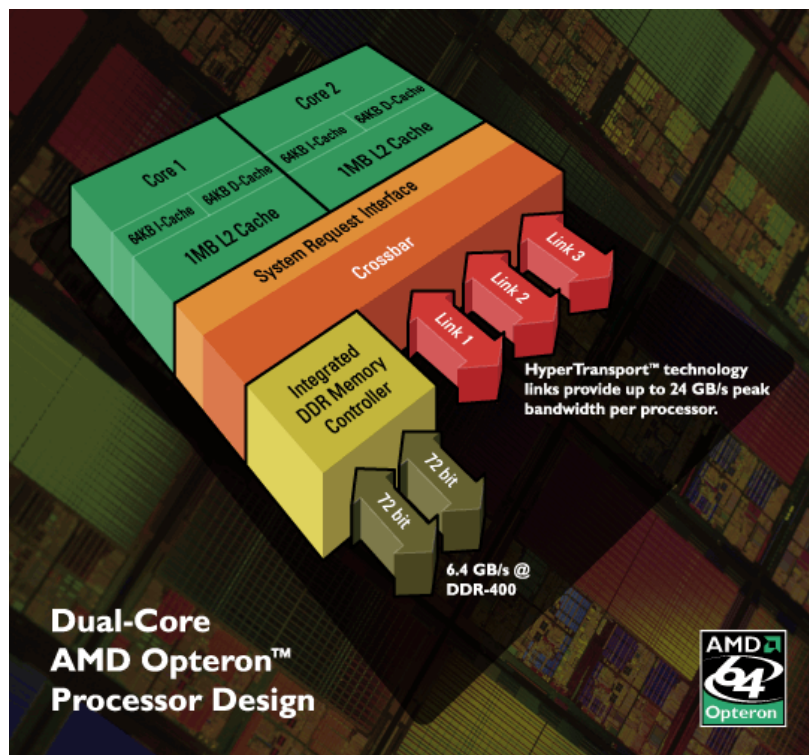 Core 1
64KB I-Cache
64KB D-Cache
1MB L2 Cache
Core 2
64KB I-Cache
64KB D-Cache
1MB L2 Cache
System Request Interface
Crossbar
Link 1
Link 2
Link 3
HyperTransport™ technology
links provide up to 24 GB/s peak
bandwidth per processor.
Integrated
DDR Memory
Controller
72 bit
72 bit
6.4 GB/s @
DDR-400
Dual-Core
AMD Opteron™
Processor Design
AMD
64
Opteron